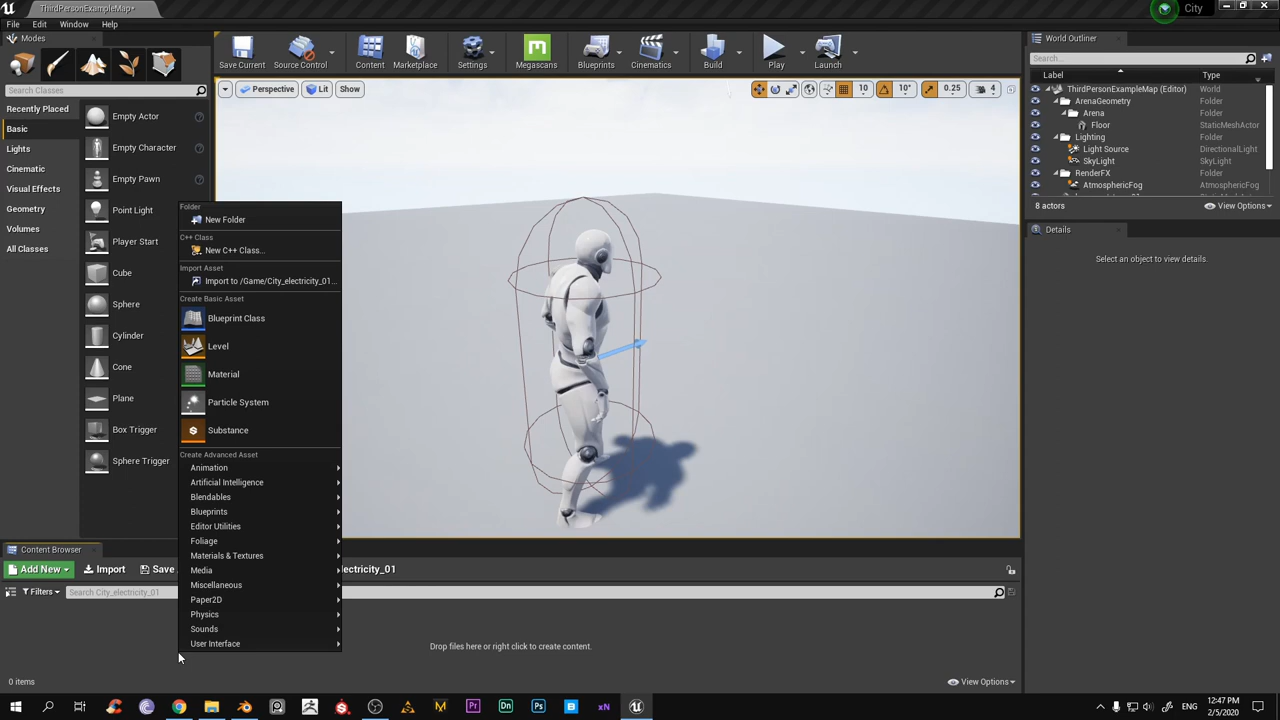 ThirdPersonExampleMap*
City
File Edit Window Help
Modes
Search Classes
Recently Placed
Basic
Lights
Cinematic
Visual Effects
Geometry
Volumes
All Classes
Empty Actor
Empty Character
Empty Pawn
Point Light
Player Start
Cube
Sphere
Cylinder
Cone
Plane
Box Trigger
Sphere Trigger
Save Current
Source Control
Content
Marketplace
Settings
Megascans
Blueprints
Cinematics
Build
Play
Launch
Perspective
Lit
Show
10
10°
0.25
4
Folder
New Folder
C++ Class
New C++ Class...
Import Asset
Import to /Game/City_electricity_01...
Create Basic Asset
Blueprint Class
Level
Material
Particle System
Substance
Create Advanced Asset
Animation
Artificial Intelligence
Blendables
Blueprints
Editor Utilities
Foliage
Materials & Textures
Media
Miscellaneous
Paper2D
Physics
Sounds
User Interface
World Outliner
Search...
Label Type
ThirdPersonExampleMap (Editor) World
ArenaGeometry Folder
Arena Folder
Floor StaticMeshActor
Lighting Folder
Light Source DirectionalLight
SkyLight SkyLight
RenderFX Folder
AtmosphericFog AtmosphericFog
8 actors
View Options
Details
Select an object to view details.
Content Browser
Add New Import Save lectricity_01
Filters Search City_electricity_01
Drop files here or right click to create content.
0 items
View Options
Pr
Dn
Ps
xN
ENG
12:47 PM
2/5/2020